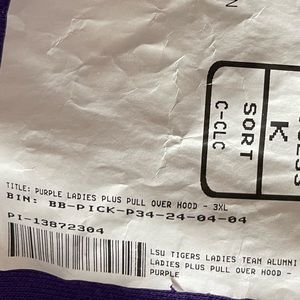 N
SORT
K
C-CLC
TITLE: PURPLE LADIES PLUS PULL OVER HOOD - 3XL
BIN: BB-PICK-P34-24-04-04
PI-13872304
LSU TIGERS LADIES TEAM ALUMNI
LADIES PLUS PULL OVER HOOD -
PURPLE